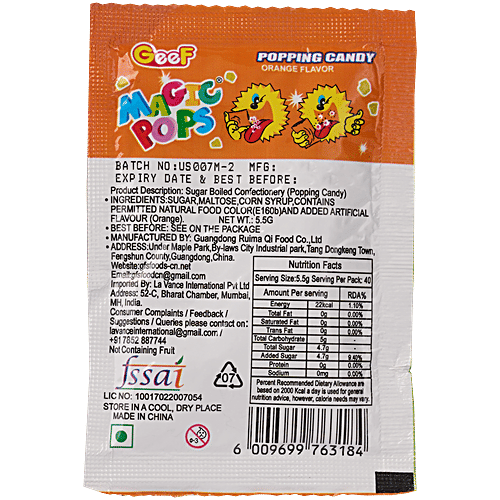 GeeF
POPPING CANDY
ORANGE FLAVOR
MAGIC®
POPS
BATCH NO:US007M-2 MFG:
EXPIRY DATE & BEST BEFORE:
Product Description: Sugar Boiled Confectionery (Popping Candy)
• INGREDIENTS:SUGAR,MALTOSE,CORN SYRUP,CONTAINS
PERMITTED NATURAL FOOD COLOR(E160b)AND ADDED ARTIFICIAL
FLAVOUR (Orange). NET WT.: 5.5G
• BEST BEFORE: SEE ON THE PACKAGE
• MANUFACTURED BY: Guangdong Ruima Qi Food Co.,Ltd
• ADDRESS:Under Maple Park,By-laws City Industrial park,Tang Dongkeng Town,
Fengshun County,Guangdong,China.
Website:gfsfoods-cn.net
Email:gfsfoodcn@gmail.com
Imported By: La Vance International Pvt Ltd
Address: 52-C, Bharat Chamber, Mumbai,
MH, India.
Consumer Complaints / Feedback /
Suggestions / Queries please contact on:
lavanceinternational@gmail.com /
+917852 887744
Not Containing Fruit
fssai
LIC NO: 10017022007054
STORE IN A COOL, DRY PLACE
MADE IN CHINA
07
0-3
Nutrition Facts
Serving Size:5.5g Serving Per Pack: 40
Amount Per serving RDA%
Energy 22kcal 1.10%
Total Fat 0g 0.00%
Saturated Fat 0g 0.00%
Trans Fat 0g 0.00%
Total Carbohydrate 5g
Total Sugar 4.7g
Added Sugar 4.7g 9.40%
Protein 0g 0.00%
Sodium 0mg 0.00%
Percent Recommended Dietary Allowance are
based on 2000 Kcal a day is used for general
nutrition advice, however calorie needs may very.
6 009699 763184